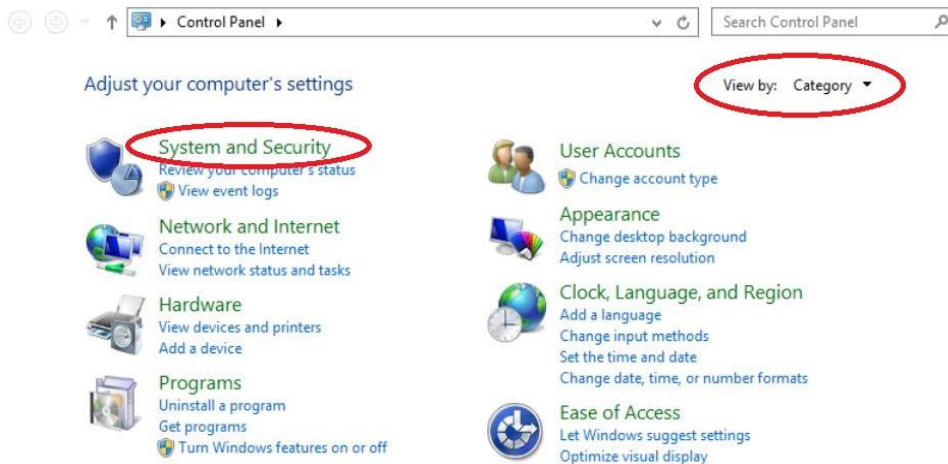 Control Panel
Search Control Panel
Adjust your computer's settings
View by: Category
System and Security
Review your computer's status
View event logs
Network and Internet
Connect to the Internet
View network status and tasks
Hardware
View devices and printers
Add a device
Programs
Uninstall a program
Get programs
Turn Windows features on or off
User Accounts
Change account type
Appearance
Change desktop background
Adjust screen resolution
Clock, Language, and Region
Add a language
Change input methods
Set the time and date
Change date, time, or number formats
Ease of Access
Let Windows suggest settings
Optimize visual display